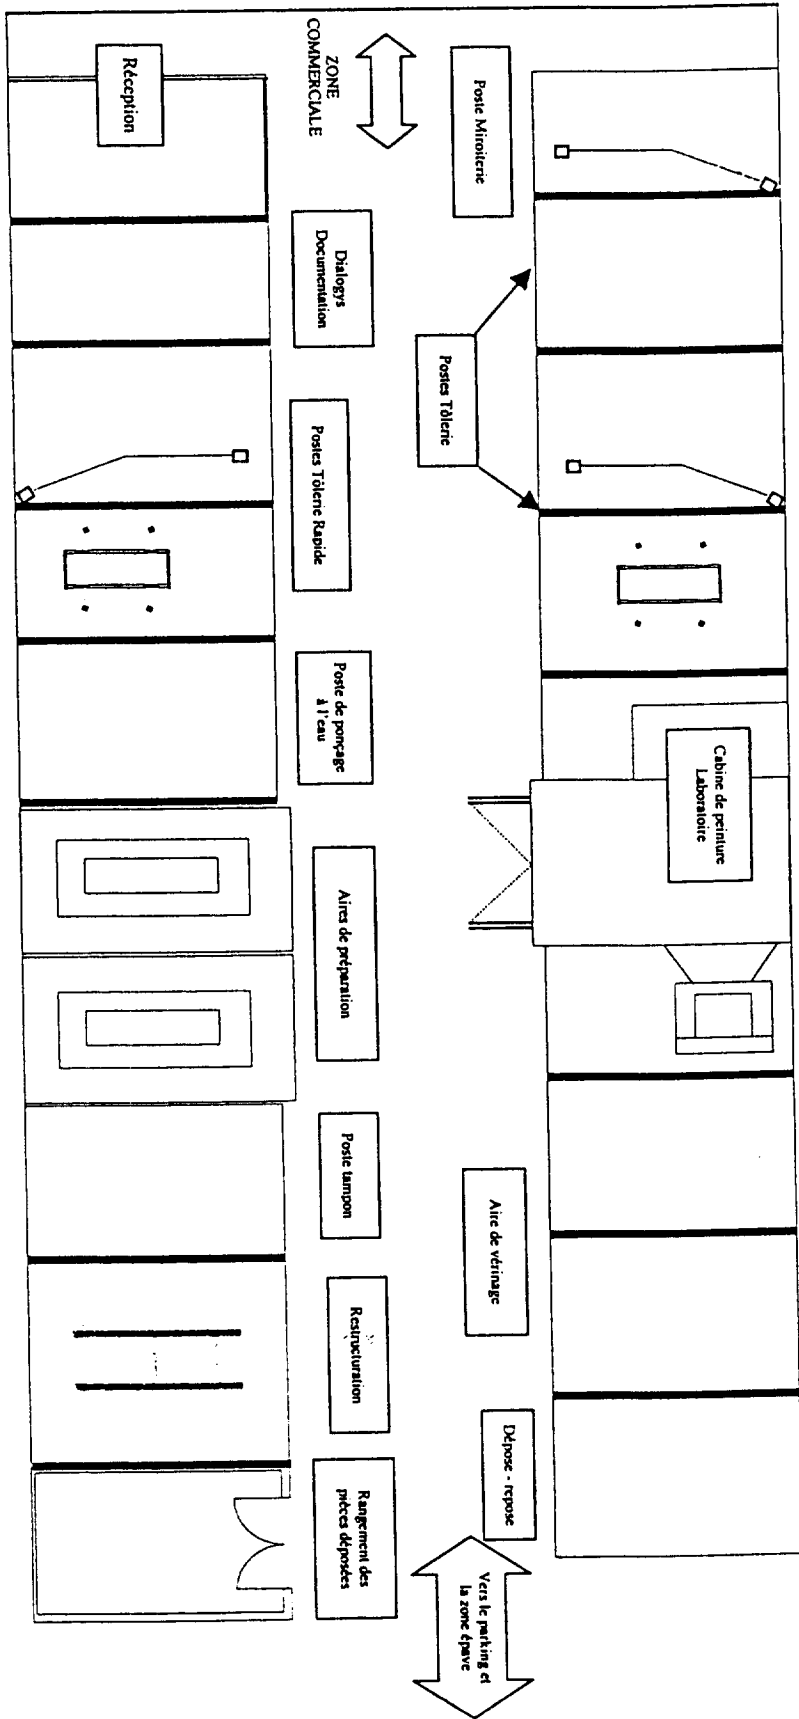 Réception
ZONE
COMMERCIALE
Poste Miroiterie
Dialogys
Documentation
Postes Tôlerie
Postes Tôlerie Rapide
Poste de ponçage
à l'eau
Cabine de peinture
Laboratoire
Aires de préparation
Poste tampon
Aire de vérinage
Restructuration
Dépose - repose
Rangement des
pièces déposées
Vers le parking et
la zone épave